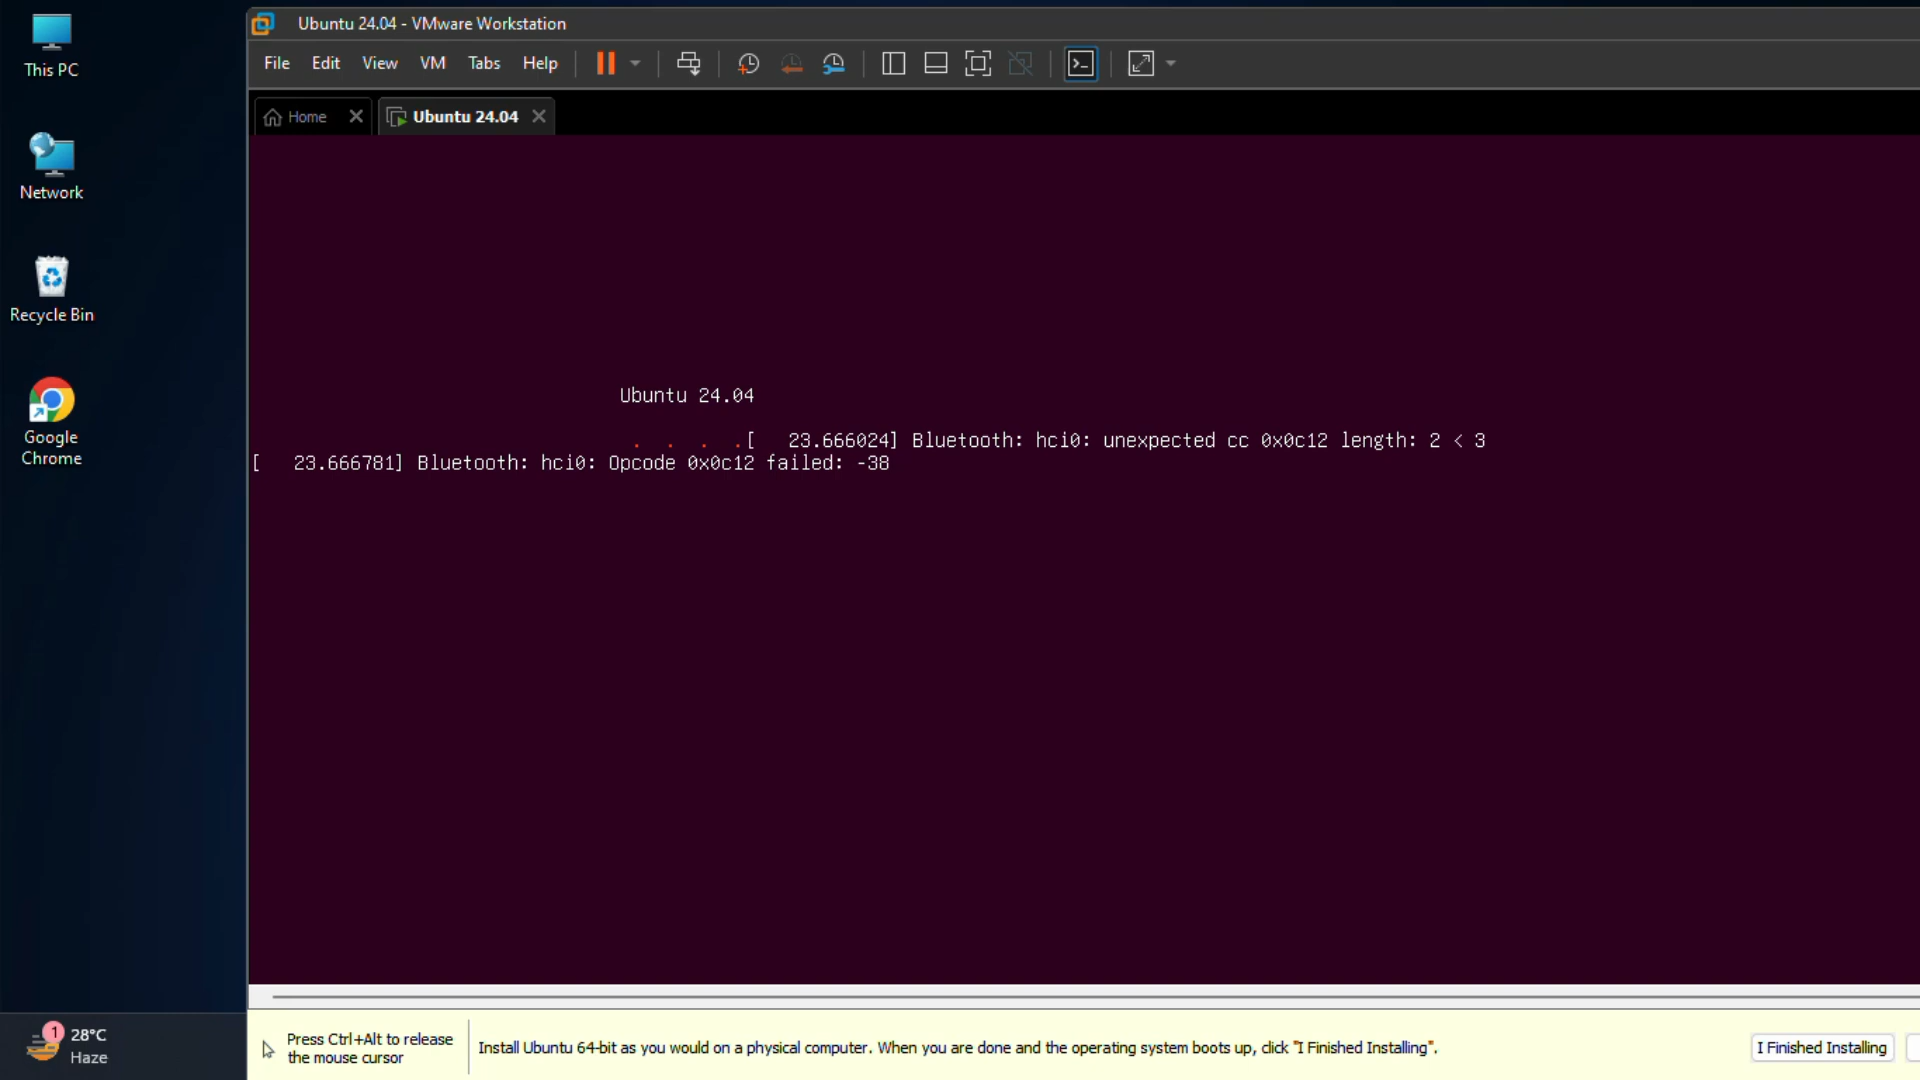 This PC
Network
Recycle Bin
Google
Chrome
1
28°C
Haze
Ubuntu 24.04 - VMware Workstation
File Edit View VM Tabs Help
Home
Ubuntu 24.04
Ubuntu 24.04
. . . .[   23.666024] Bluetooth: hci0: unexpected cc 0x0c12 length: 2 < 3
[   23.666781] Bluetooth: hci0: Opcode 0x0c12 failed: -38
Press Ctrl+Alt to release
the mouse cursor
Install Ubuntu 64-bit as you would on a physical computer. When you are done and the operating system boots up, click "I Finished Installing".
I Finished Installing